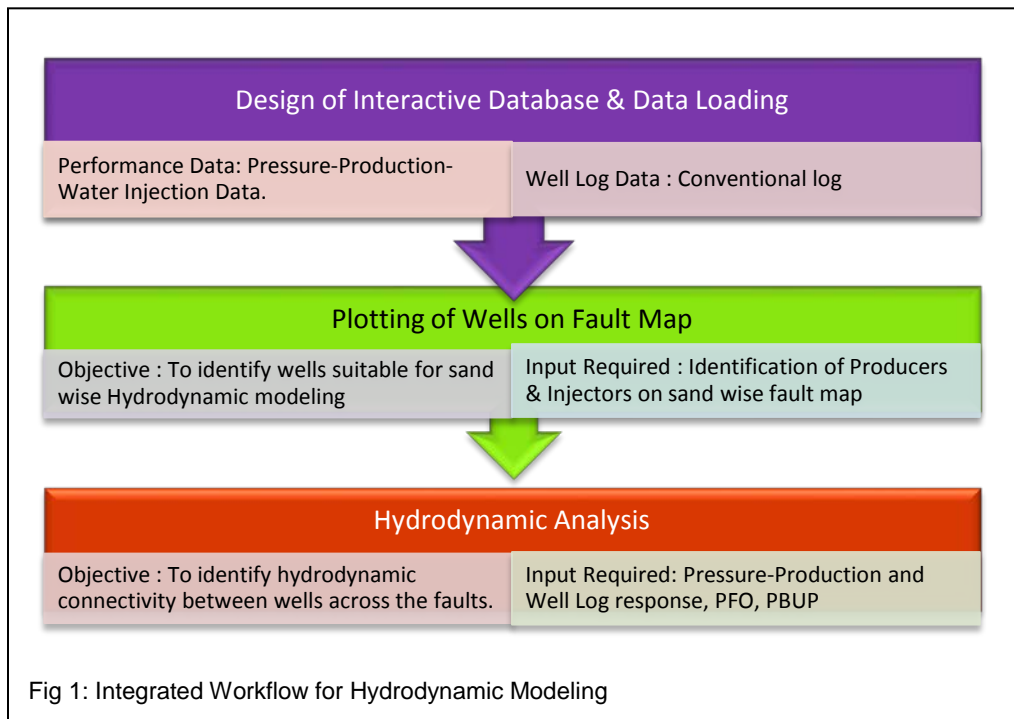 Design of Interactive Database & Data Loading
Performance Data: Pressure-Production-
Water Injection Data.
Well Log Data : Conventional log
Plotting of Wells on Fault Map
Objective : To identify wells suitable for sand
wise Hydrodynamic modeling
Input Required : Identification of Producers
& Injectors on sand wise fault map
Hydrodynamic Analysis
Objective : To identify hydrodynamic
connectivity between wells across the faults.
Input Required: Pressure-Production and
Well Log response, PFO, PBUP
Fig 1: Integrated Workflow for Hydrodynamic Modeling